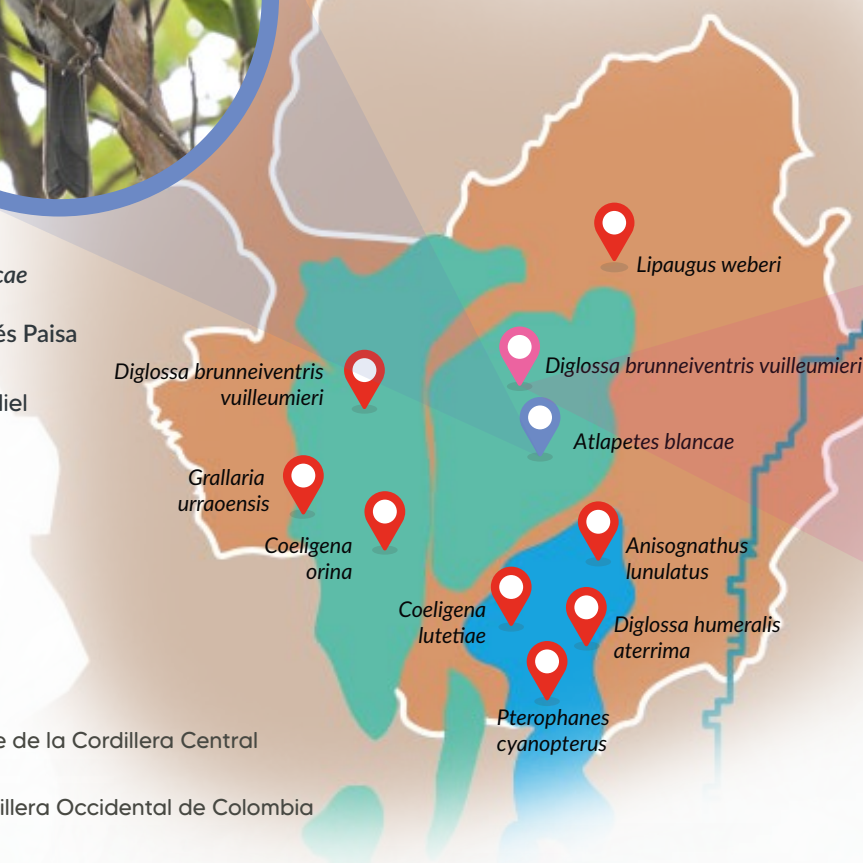 cae
és Paisa
diel
Lipaugus weberi
Diglossa brunneiventris
vuilleumieri
Diglossa brunneiventris vuilleumieri
Atlapetes blancae
Grallaria
urraoensis
Coeligena
orina
Anisognathus
lunulatus
Coeligena
lutetiae
Diglossa humeralis
aterrima
Pterophanes
cyanopterus
e de la Cordillera Central
illera Occidental de Colombia